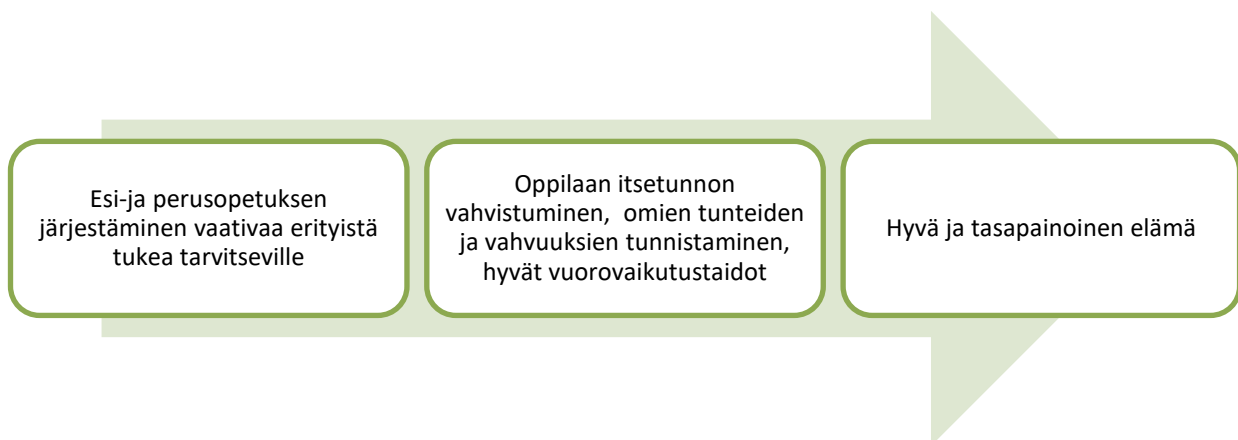 Esi-ja perusopetuksen
järjestäminen vaativaa erityistä
tukea tarvitseville
Oppilaan itsetunnon
vahvistuminen, omien tunteiden
ja vahvuuksien tunnistaminen,
hyvät vuorovaikutustaidot
Hyvä ja tasapainoinen elämä